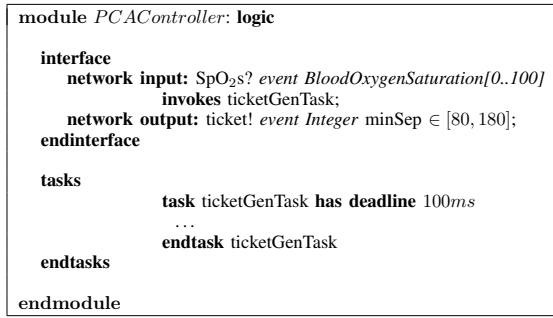 module PCAController: logic
interface
network input: SpO₂s? event BloodOxygenSaturation[0..100]
invokes ticketGenTask;
network output: ticket! event Integer minSep ∈ [80, 180];
endinterface
tasks
task ticketGenTask has deadline 100ms
...
endtask ticketGenTask
endtasks
endmodule